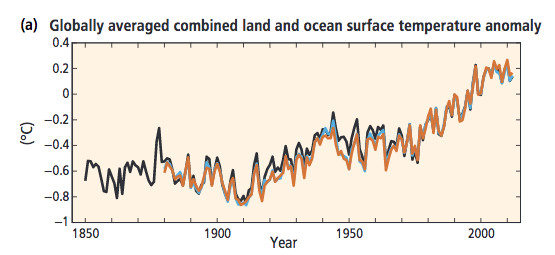 (a) Globally averaged combined land and ocean surface temperature anomaly
0.4
0.2
0
−0.2
−0.4
−0.6
−0.8
−1
(°C)
1850 1900 1950 2000
Year